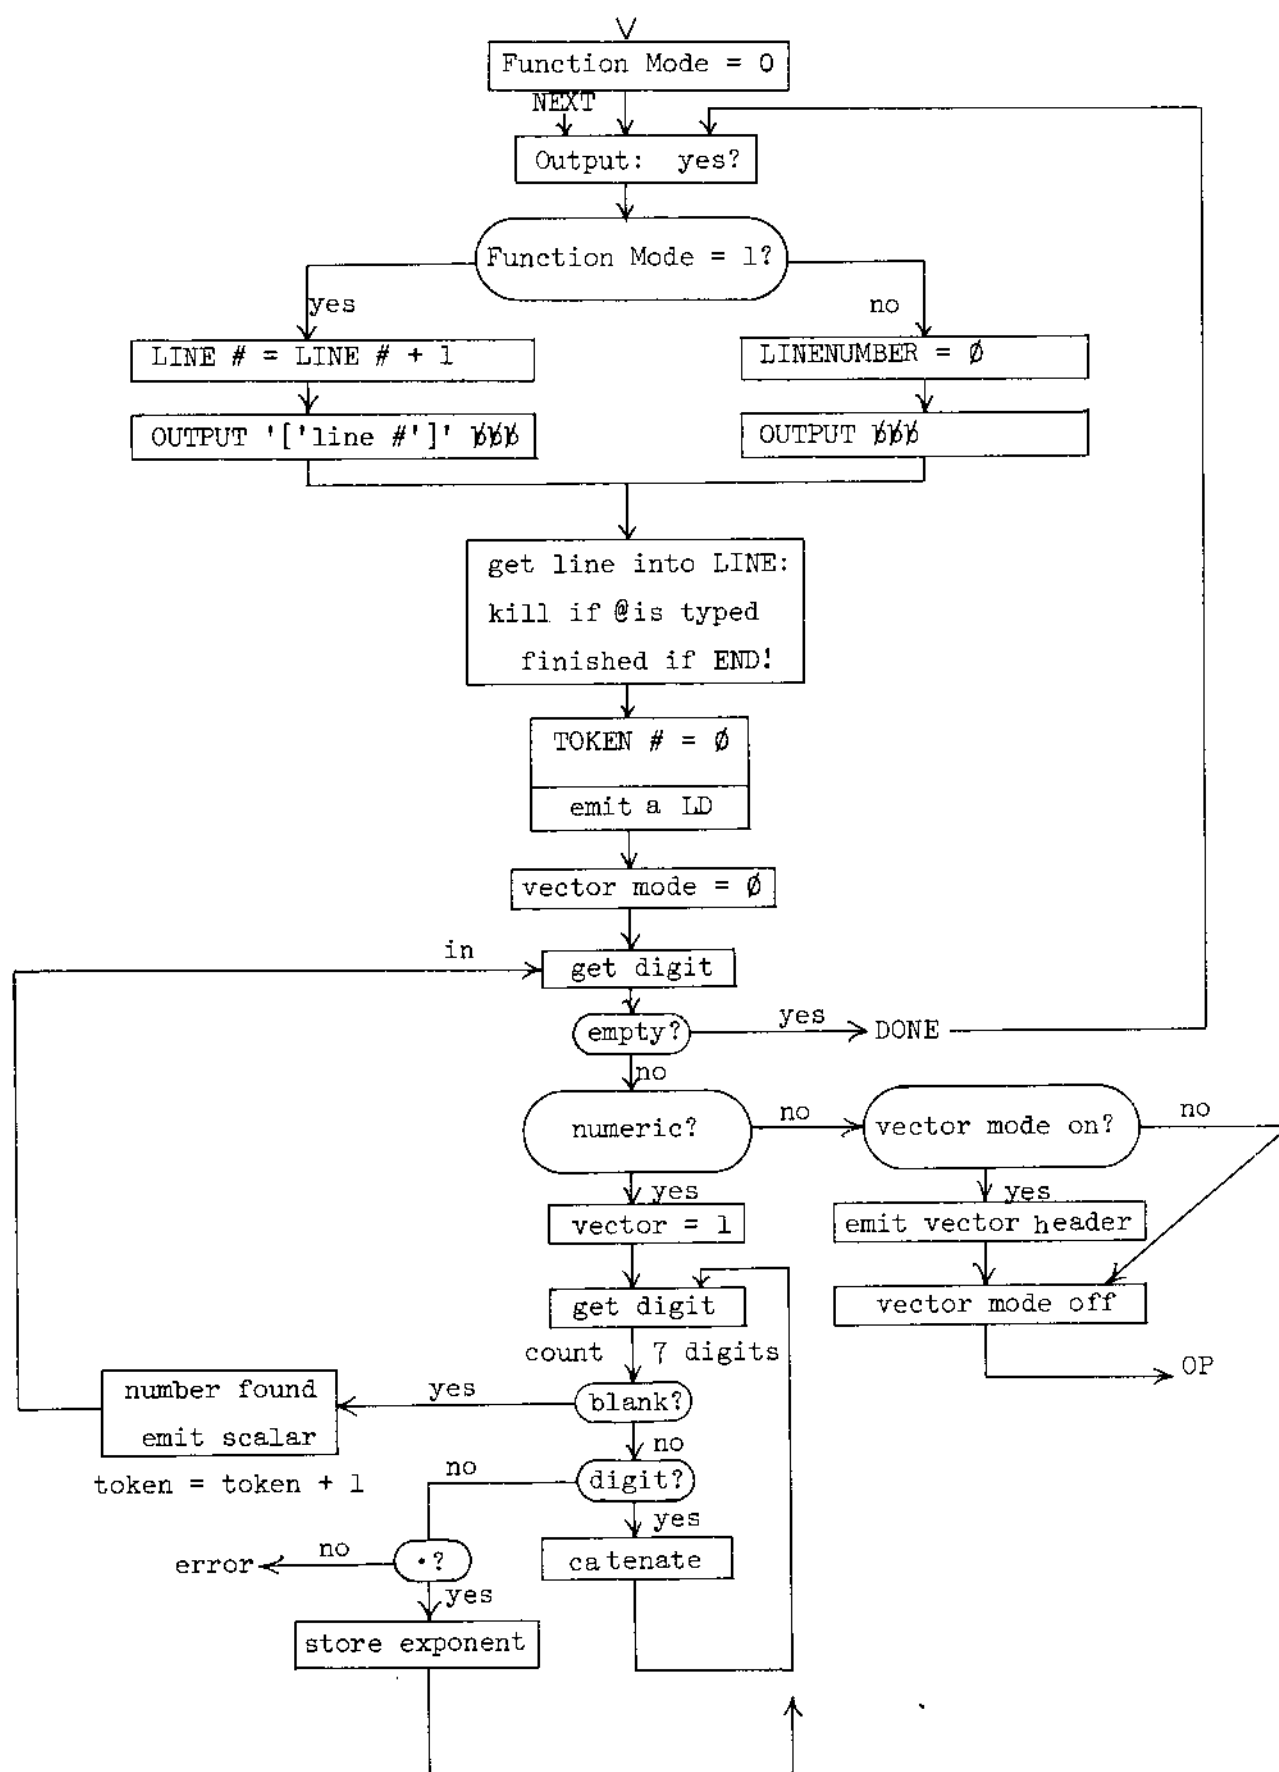 Function Mode = 0
NEXT
Output: yes?
Function Mode = 1?
yes
no
LINE # = LINE # + 1
LINENUMBER = Ø
OUTPUT '['line #']' b̸b̸b̸
OUTPUT b̸b̸b̸
get line into LINE:
kill if @is typed
finished if END!
TOKEN # = Ø
emit a LD
vector mode = Ø
in
get digit
empty?
yes
DONE
no
numeric?
no
vector mode on?
no
yes
yes
vector = 1
emit vector header
get digit
vector mode off
count 7 digits
OP
number found
emit scalar
yes
blank?
no
token = token + 1
no
digit?
yes
error
no
.?
catenate
yes
store exponent